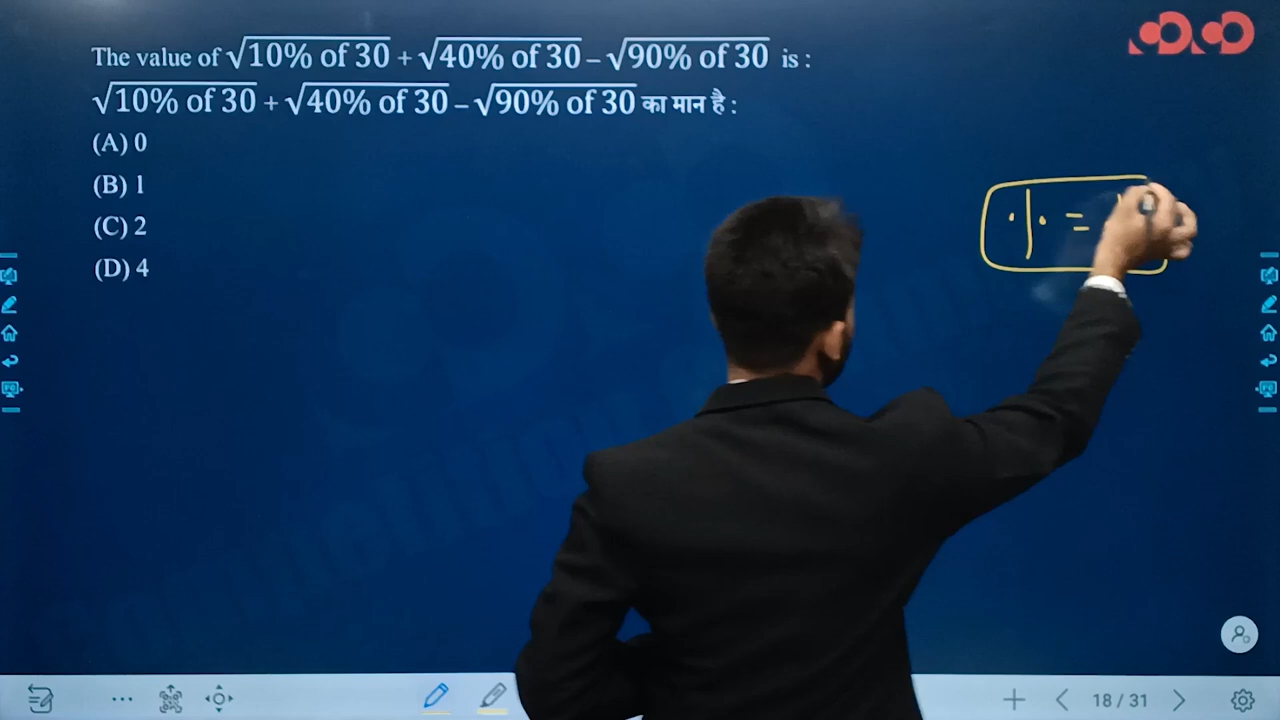 The value of √10% of 30 + √40% of 30 – √90% of 30 is :
√10% of 30 + √40% of 30 – √90% of 30 का मान है :
(A) 0
(B) 1
(C) 2
(D) 4
% =
18 / 31